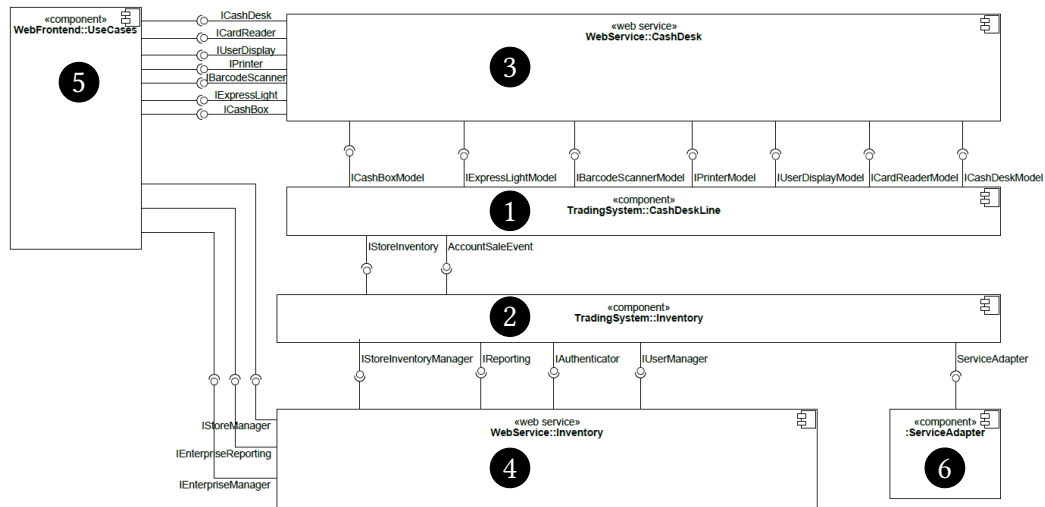 «component»
WebFrontend::UseCases
5
ICashDesk
ICardReader
IUserDisplay
IPrinter
IBarcodeScanner
IExpressLight
ICashBox
«web service»
WebService::CashDesk
3
ICashBoxModel
IExpressLightModel
IBarcodeScannerModel
IPrinterModel
IUserDisplayModel
ICardReaderModel
ICashDeskModel
«component»
TradingSystem::CashDeskLine
1
IStoreInventory
AccountSaleEvent
«component»
TradingSystem::Inventory
2
IStoreInventoryManager
IReporting
IAuthenticator
IUserManager
ServiceAdapter
IStoreManager
IEnterpriseReporting
IEnterpriseManager
«web service»
WebService::Inventory
4
«component»
:ServiceAdapter
6